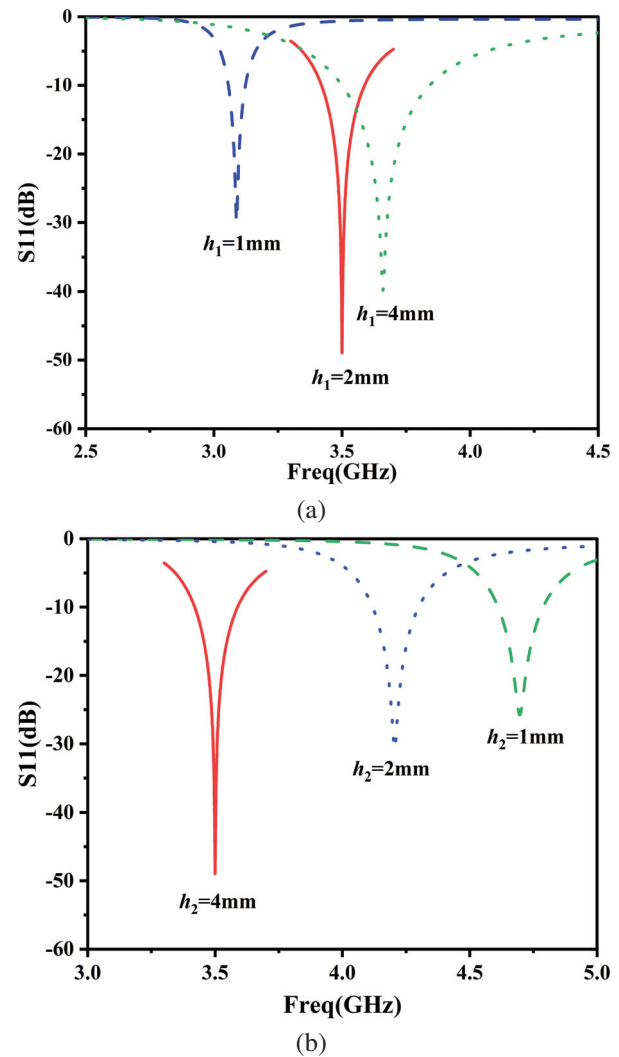 0
-10
-20
-30
-40
-50
-60
S11(dB)
h1=1mm
h1=4mm
h1=2mm
2.5 3.0 3.5 4.0 4.5
Freq(GHz)
(a)
0
-10
-20
-30
-40
-50
-60
S11(dB)
h2=1mm
h2=2mm
h2=4mm
3.0 3.5 4.0 4.5 5.0
Freq(GHz)
(b)